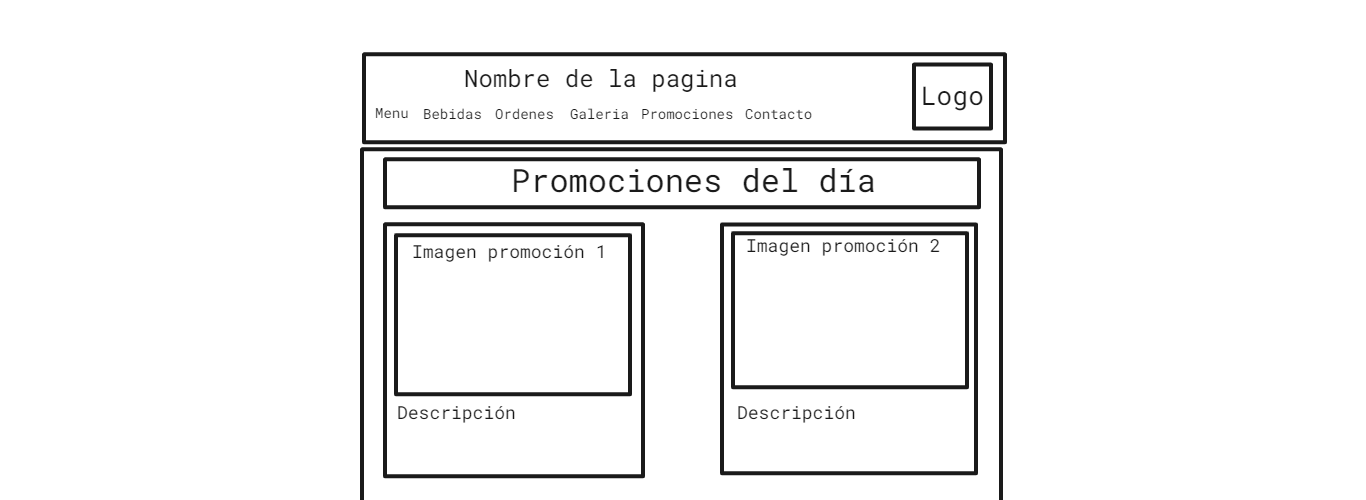 Nombre de la pagina
Logo
Menu Bebidas Ordenes Galeria Promociones Contacto
Promociones del día
Imagen promoción 1
Imagen promoción 2
Descripción
Descripción